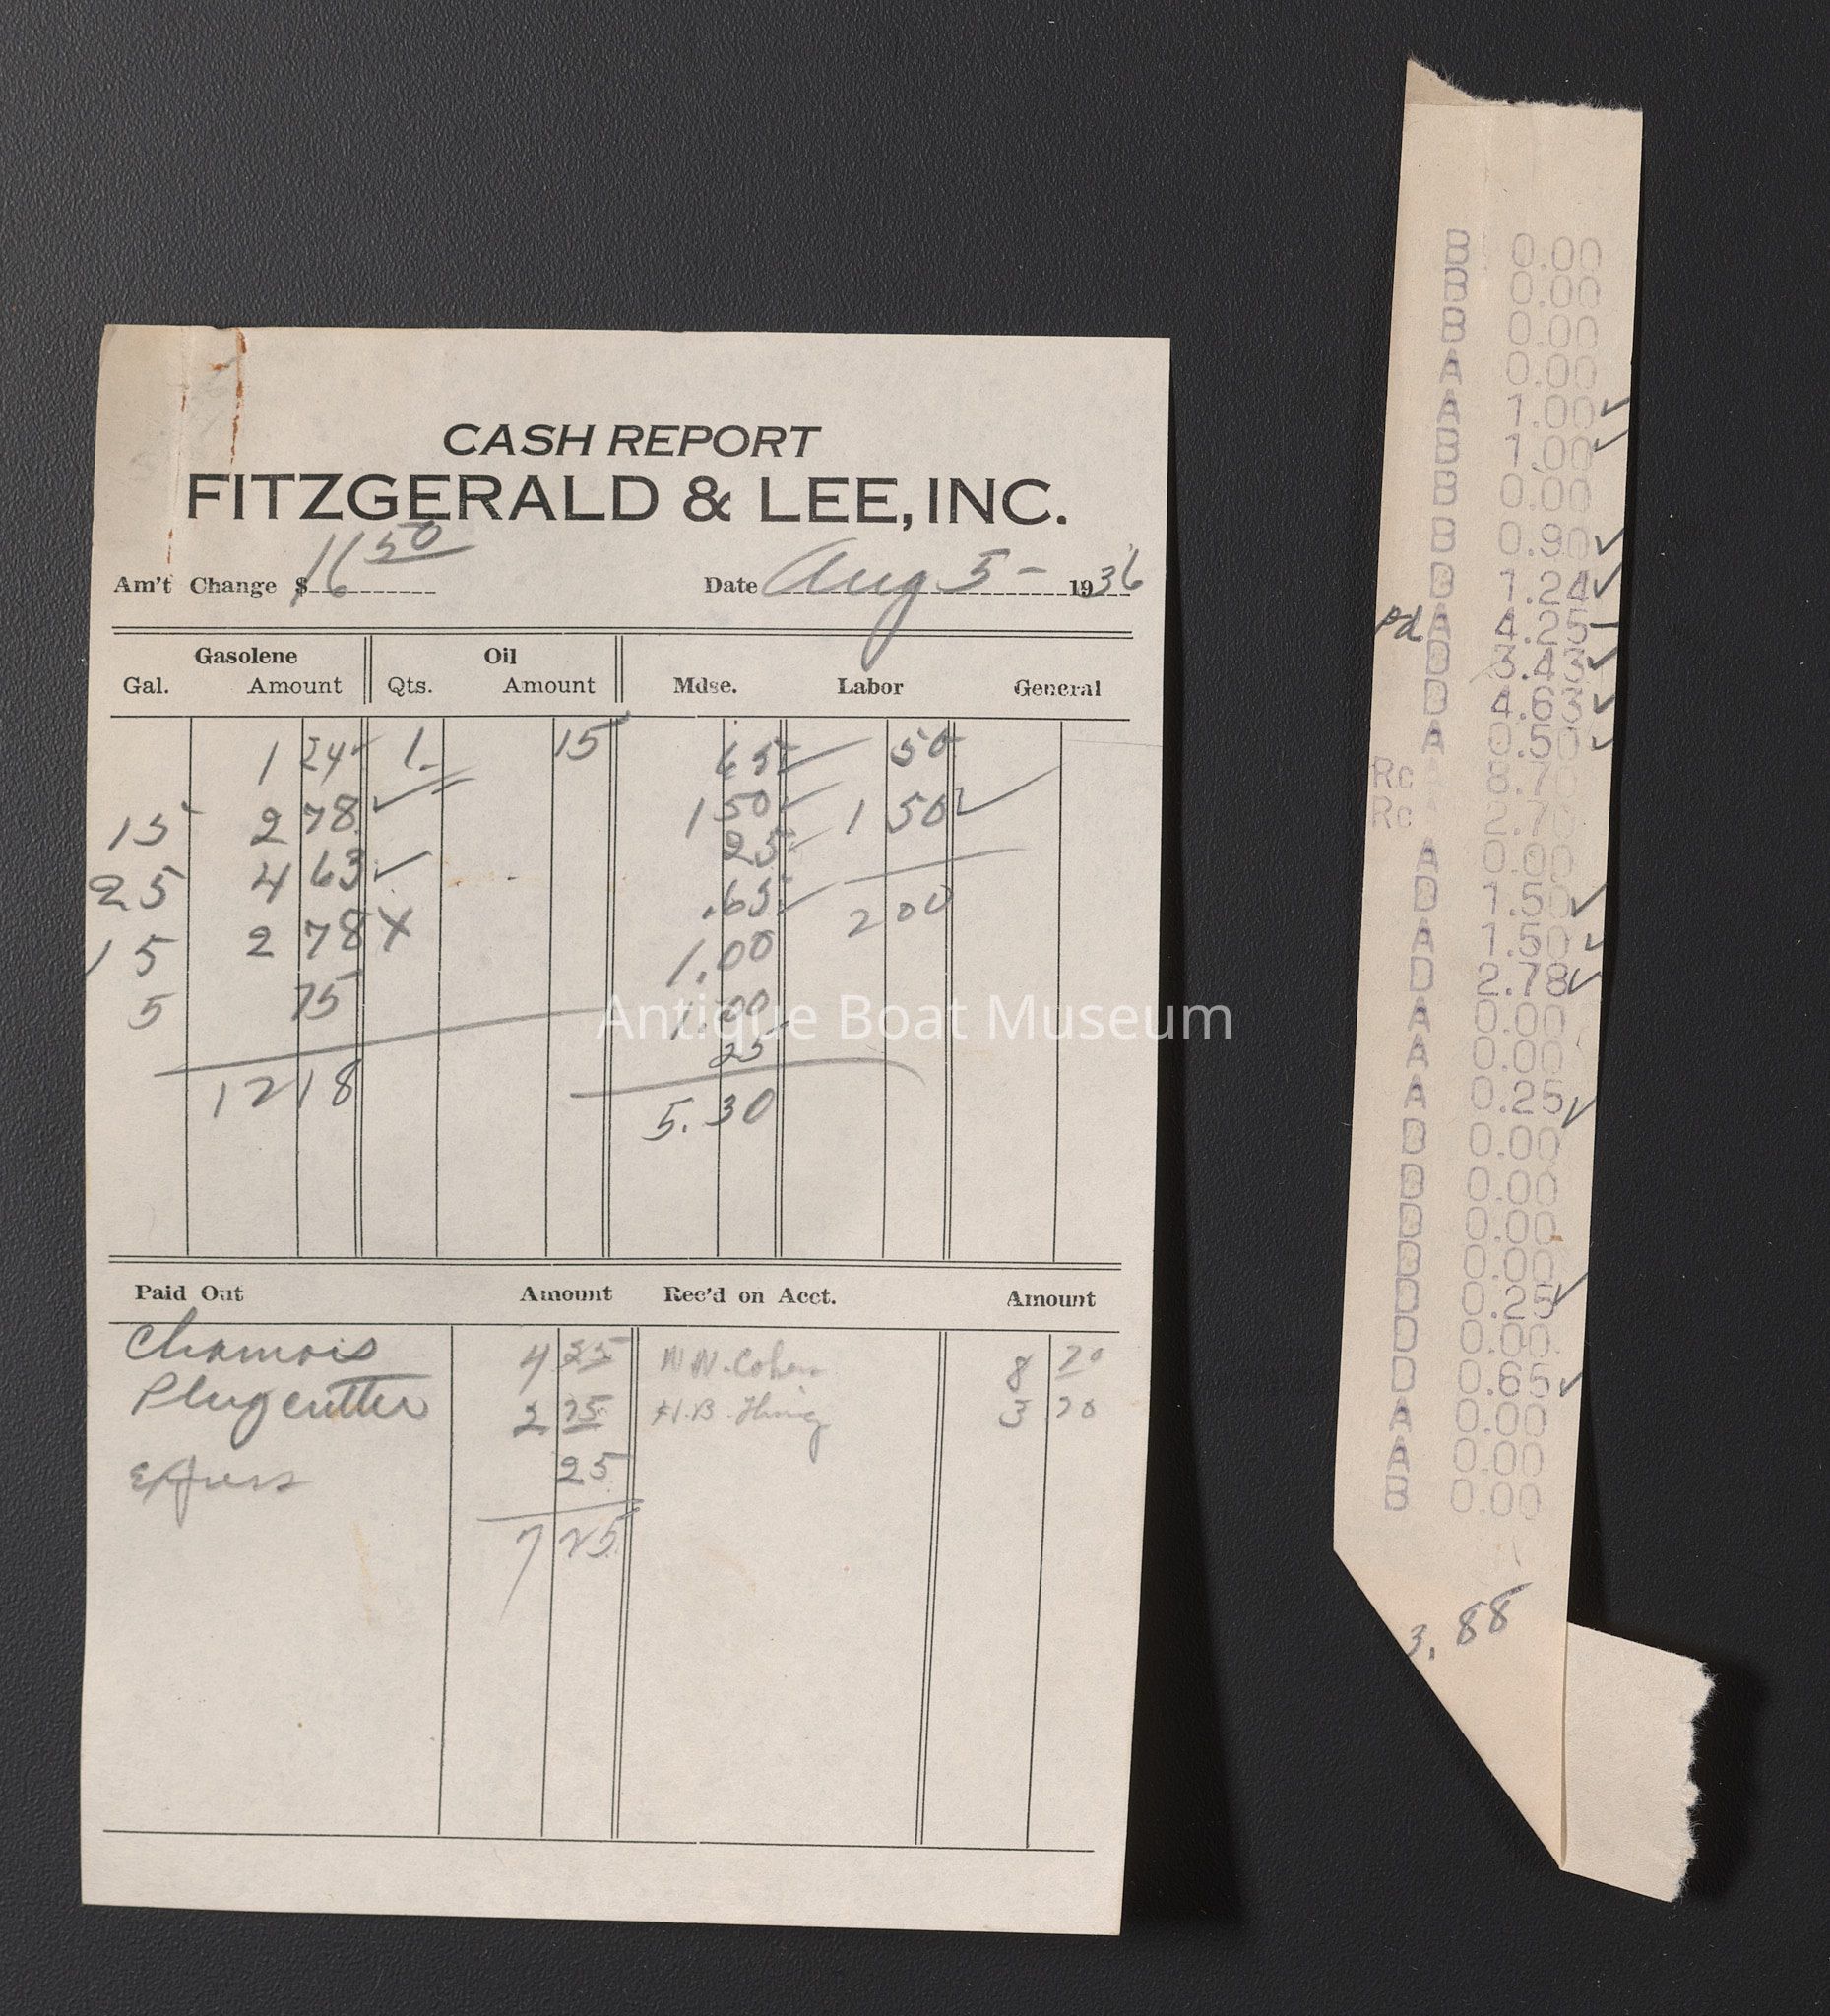 CASH REPORT
FITZGERALD & LEE, INC.
Am't Change $ 16 50 Date Aug 5 - 1936
Gasolene Oil
Gal. Amount Qts. Amount Mdse. Labor General
1 24 1 15 65 50
15 2 78 1 50 1 50
25
25 4 63 .65 2 00
15 2 78 X 1.00
5 75 1.00
25
12 18 5.30
Paid Out Amount Rec'd on Acct. Amount
Chamois 4 25 W.Cohen 8 70
Plug cutter 2 75 H.B. 3 70
Express 25
7 25
Antique Boat Museum
B 0.00
B 0.00
B 0.00
A 0.00
A 1.00
B 1.00
B 0.00
B 0.90
D 1.24
pd A 4.25
D 3.43
D 4.63
A 0.50
Rc 8.70
Rc 2.70
A 0.00
D 1.50
A 1.50
D 2.78
A 0.00
A 0.00
A 0.25
B 0.00
B 0.00
B 0.00
B 0.00
D 0.25
D 0.00
D 0.65
A 0.00
A 0.00
B 0.00
3.88